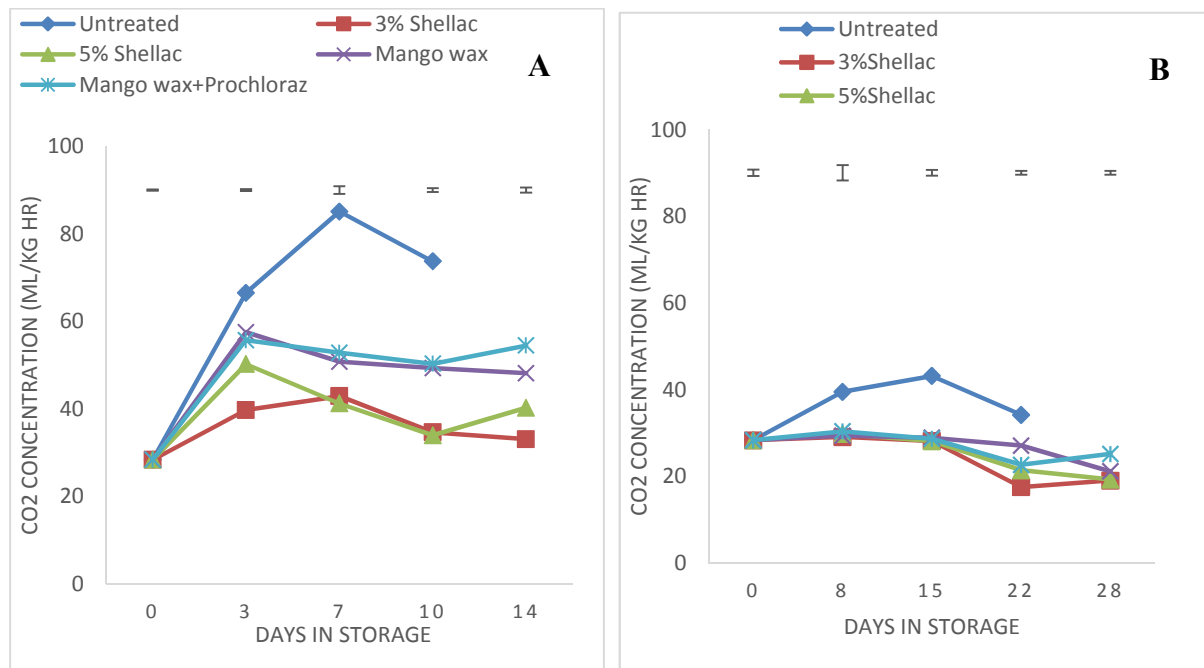 Untreated
3% Shellac
5% Shellac
Mango wax
Mango wax+Prochloraz
A
100
80
60
40
20
0
0 3 7 10 14
CO2 CONCENTRATION (ML/KG HR)
DAYS IN STORAGE
Untreated
3%Shellac
5%Shellac
B
100
80
60
40
20
0
0 8 15 22 28
CO2 CONCENTRATION (ML/KG HR)
DAYS IN STORAGE